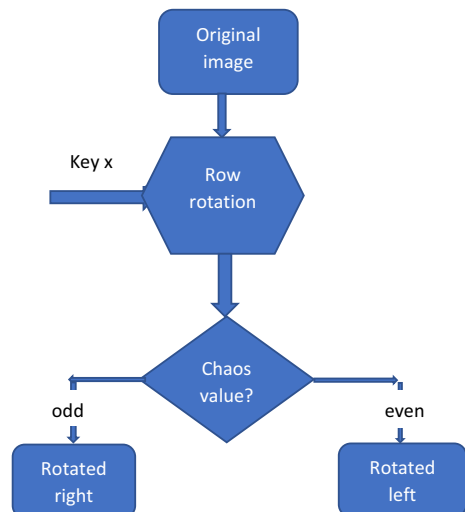 Original
image
Key x
Row
rotation
Chaos
value?
odd
even
Rotated
right
Rotated
left